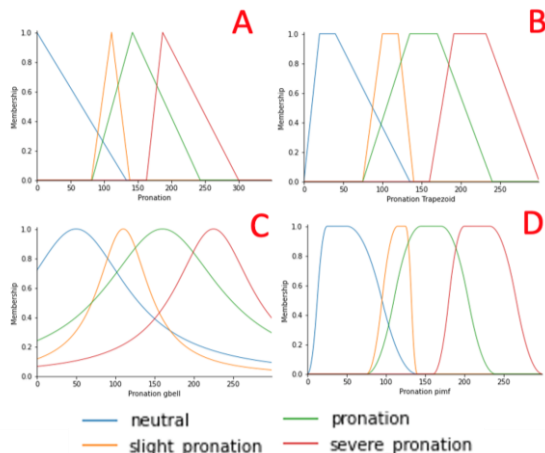 A
B
1.0
0.8
0.6
0.4
0.2
0.0
Membership
0 50 100 150 200 250 300
Pronation
1.0
0.8
0.6
0.4
0.2
0.0
Membership
0 50 100 150 200 250
Pronation Trapezoid
C
D
1.0
0.8
0.6
0.4
0.2
0.0
Membership
0 50 100 150 200 250
Pronation gbell
1.0
0.8
0.6
0.4
0.2
0.0
Membership
0 50 100 150 200 250
Pronation pimf
neutral pronation
slight_pronation severe_pronation